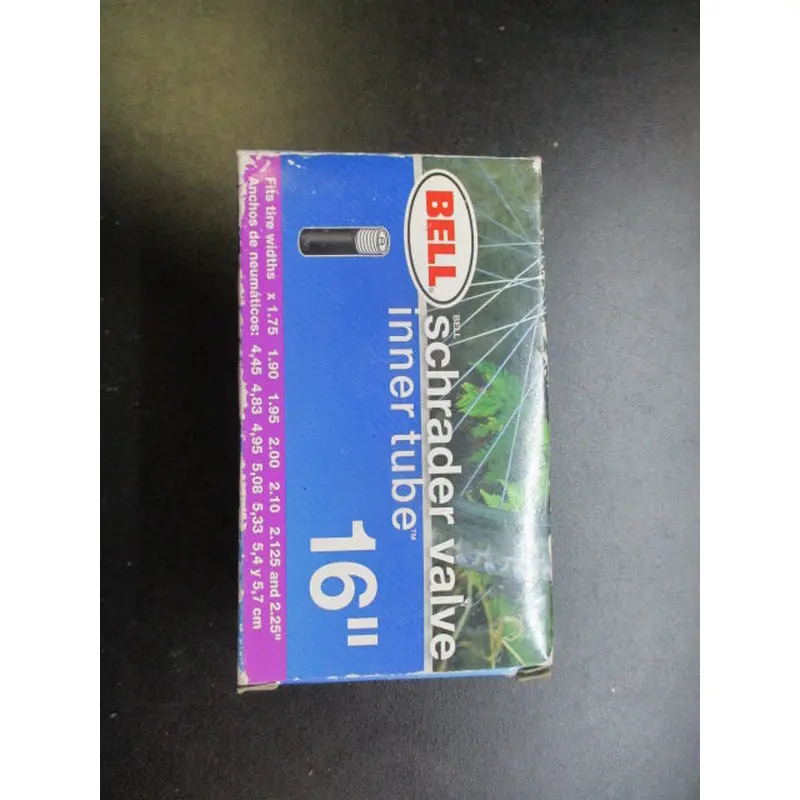 BELL
BELL
schrader valve
inner tube™
16"
Fits tire widths x 1.75 1.90 1.95 2.00 2.10 2.125 and 2.25"
Anchos de neumáticos: 4,45 4,83 4,95 5,08 5,33 5,4 y 5,7 cm